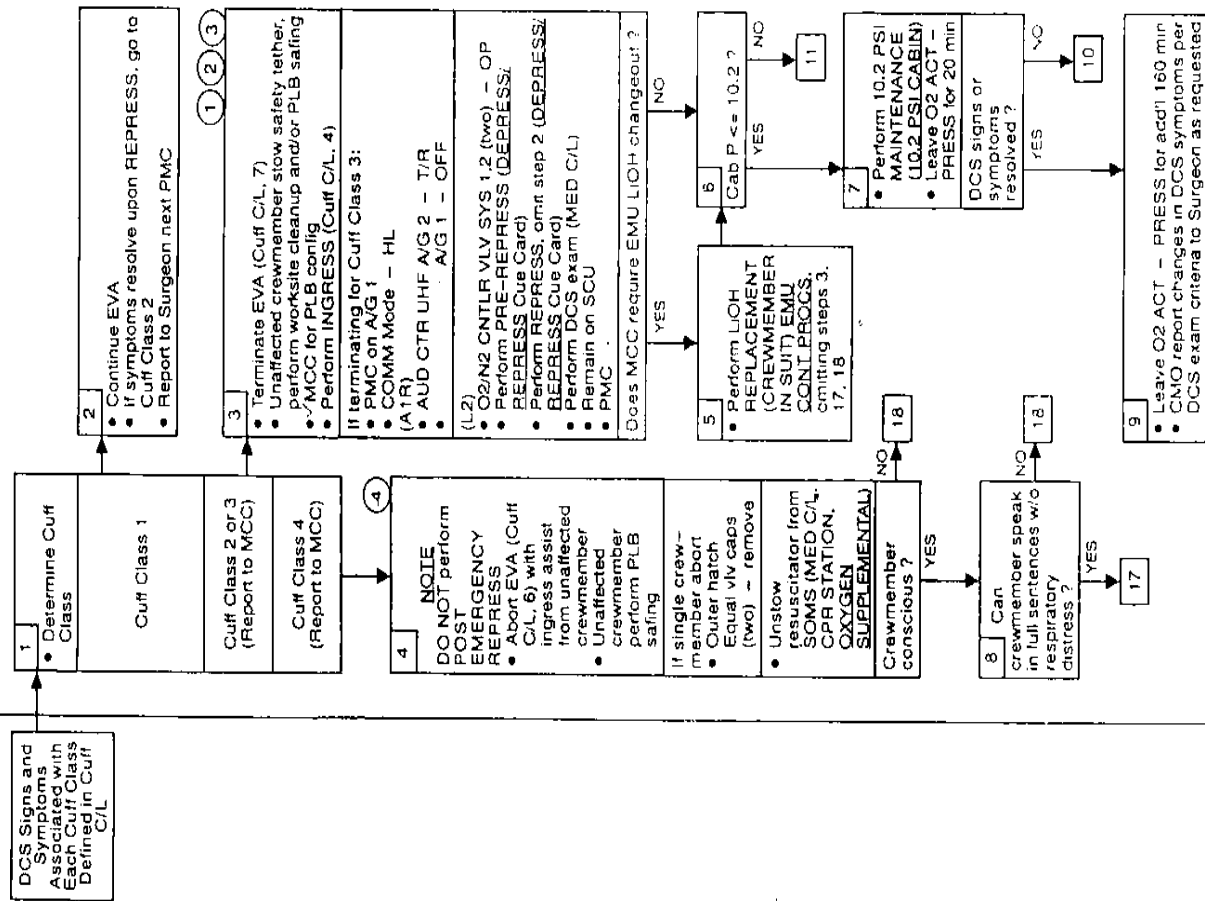 DCS Signs and
Symptoms
Associated with
Each Cuff Class
Defined in Cuff
C/L
1
• Determine Cuff
Class
Cuff Class 1
Cuff Class 2 or 3
(Report to MCC)
Cuff Class 4
(Report to MCC)
2
• Continue EVA
• If symptoms resolve upon REPRESS, go to
Cuff Class 2
• Report to Surgeon next PMC
1 2 3
3
• Terminate EVA (Cuff C/L, 7)
• Unaffected crewmember stow safety tether,
perform worksite cleanup and/or PLB safing
• √MCC for PLB config
• Perform INGRESS (Cuff C/L, 4)
If terminating for Cuff Class 3:
• PMC on A/G 1
• COMM Mode – HL
(A1R)
• AUD CTR UHF A/G 2 – T/R
• A/G 1 – OFF
(L2)
• O2/N2 CNTLR VLV SYS 1,2 (two) – OP
• Perform PRE-REPRESS (DEPRESS/
REPRESS Cue Card)
• Perform REPRESS, omit step 2 (DEPRESS/
REPRESS Cue Card)
• Perform DCS exam (MED C/L)
• Remain on SCU
• PMC
Does MCC require EMU LiOH changeout ?
YES
NO
4
4
NOTE
DO NOT perform
POST
EMERGENCY
REPRESS
• Abort EVA (Cuff
C/L, 6) with
ingress assist
from unaffected
crewmember
• Unaffected
crewmember
perform PLB
safing
If single crew–
member abort
• Outer hatch
Equal vlv caps
(two) – remove
• Unstow
resuscitator from
SOMS (MED C/L,
CPR STATION,
OXYGEN
SUPPLEMENTAL)
Crewmember
conscious ?
NO
18
YES
5
• Perform LiOH
REPLACEMENT
(CREWMEMBER
IN SUIT) EMU
CONT PROCS,
omitting steps 3,
17, 18
6
Cab P <= 10.2 ?
YES
NO
11
7
• Perform 10.2 PSI
MAINTENANCE
(10.2 PSI CABIN)
• Leave O2 ACT –
PRESS for 20 min
DCS signs or
symptoms
resolved ?
YES
NO
10
8
Can
crewmember speak
in full sentences w/o
respiratory
distress ?
NO
18
YES
17
9
• Leave O2 ACT – PRESS for add'l 160 min
• CMO report changes in DCS symptoms per
DCS exam criteria to Surgeon as requested